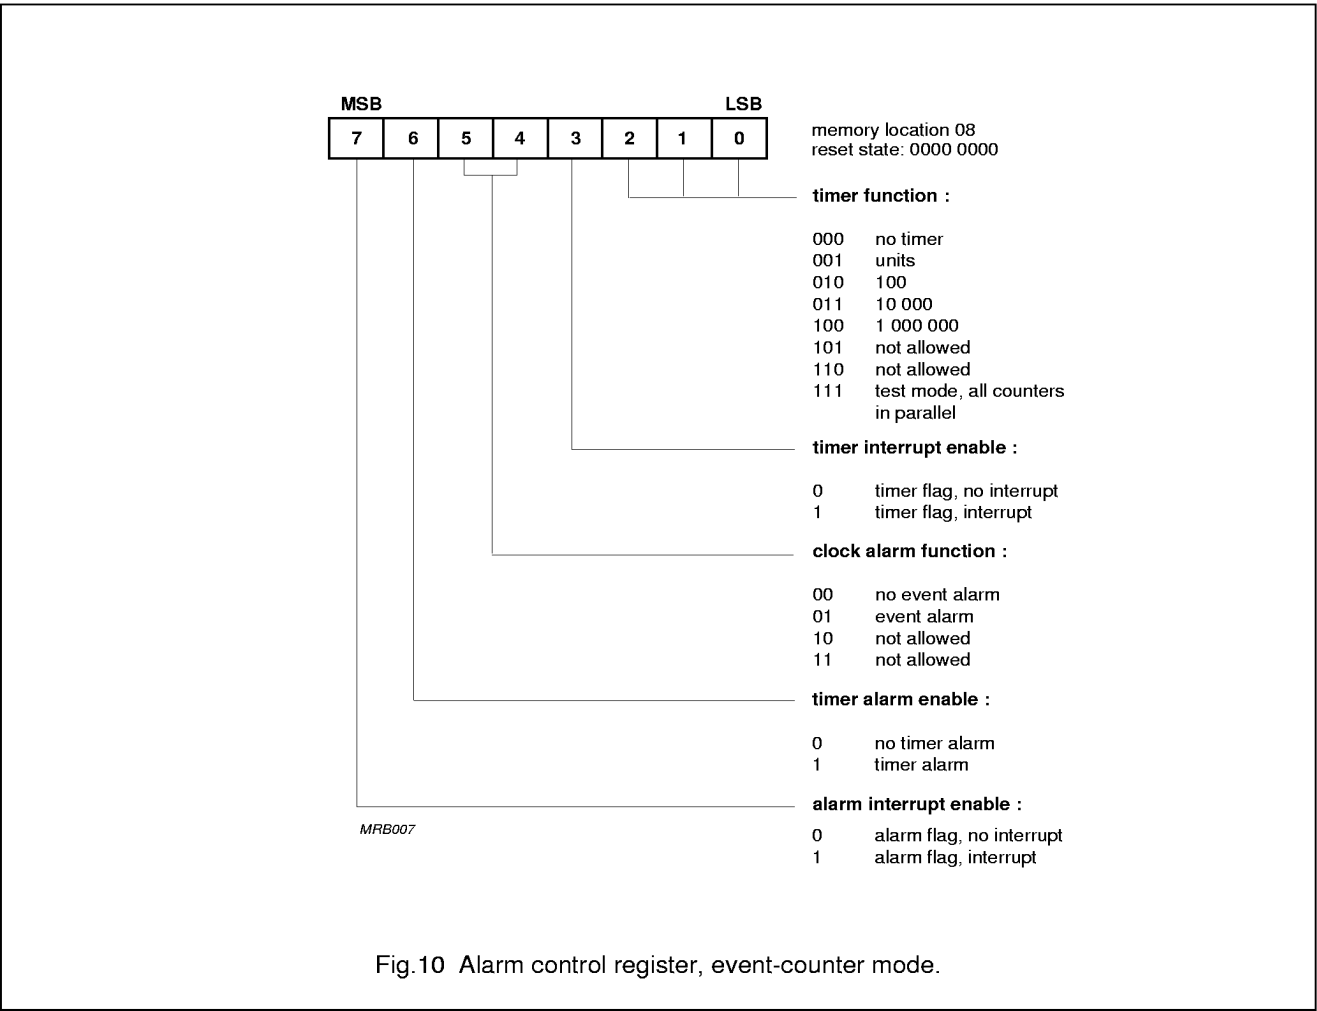 MSB LSB
7 6 5 4 3 2 1 0
memory location 08
reset state: 0000 0000
timer function :
000 no timer
001 units
010 100
011 10 000
100 1 000 000
101 not allowed
110 not allowed
111 test mode, all counters
in parallel
timer interrupt enable :
0 timer flag, no interrupt
1 timer flag, interrupt
clock alarm function :
00 no event alarm
01 event alarm
10 not allowed
11 not allowed
timer alarm enable :
0 no timer alarm
1 timer alarm
alarm interrupt enable :
0 alarm flag, no interrupt
1 alarm flag, interrupt
MRB007
Fig.10 Alarm control register, event-counter mode.